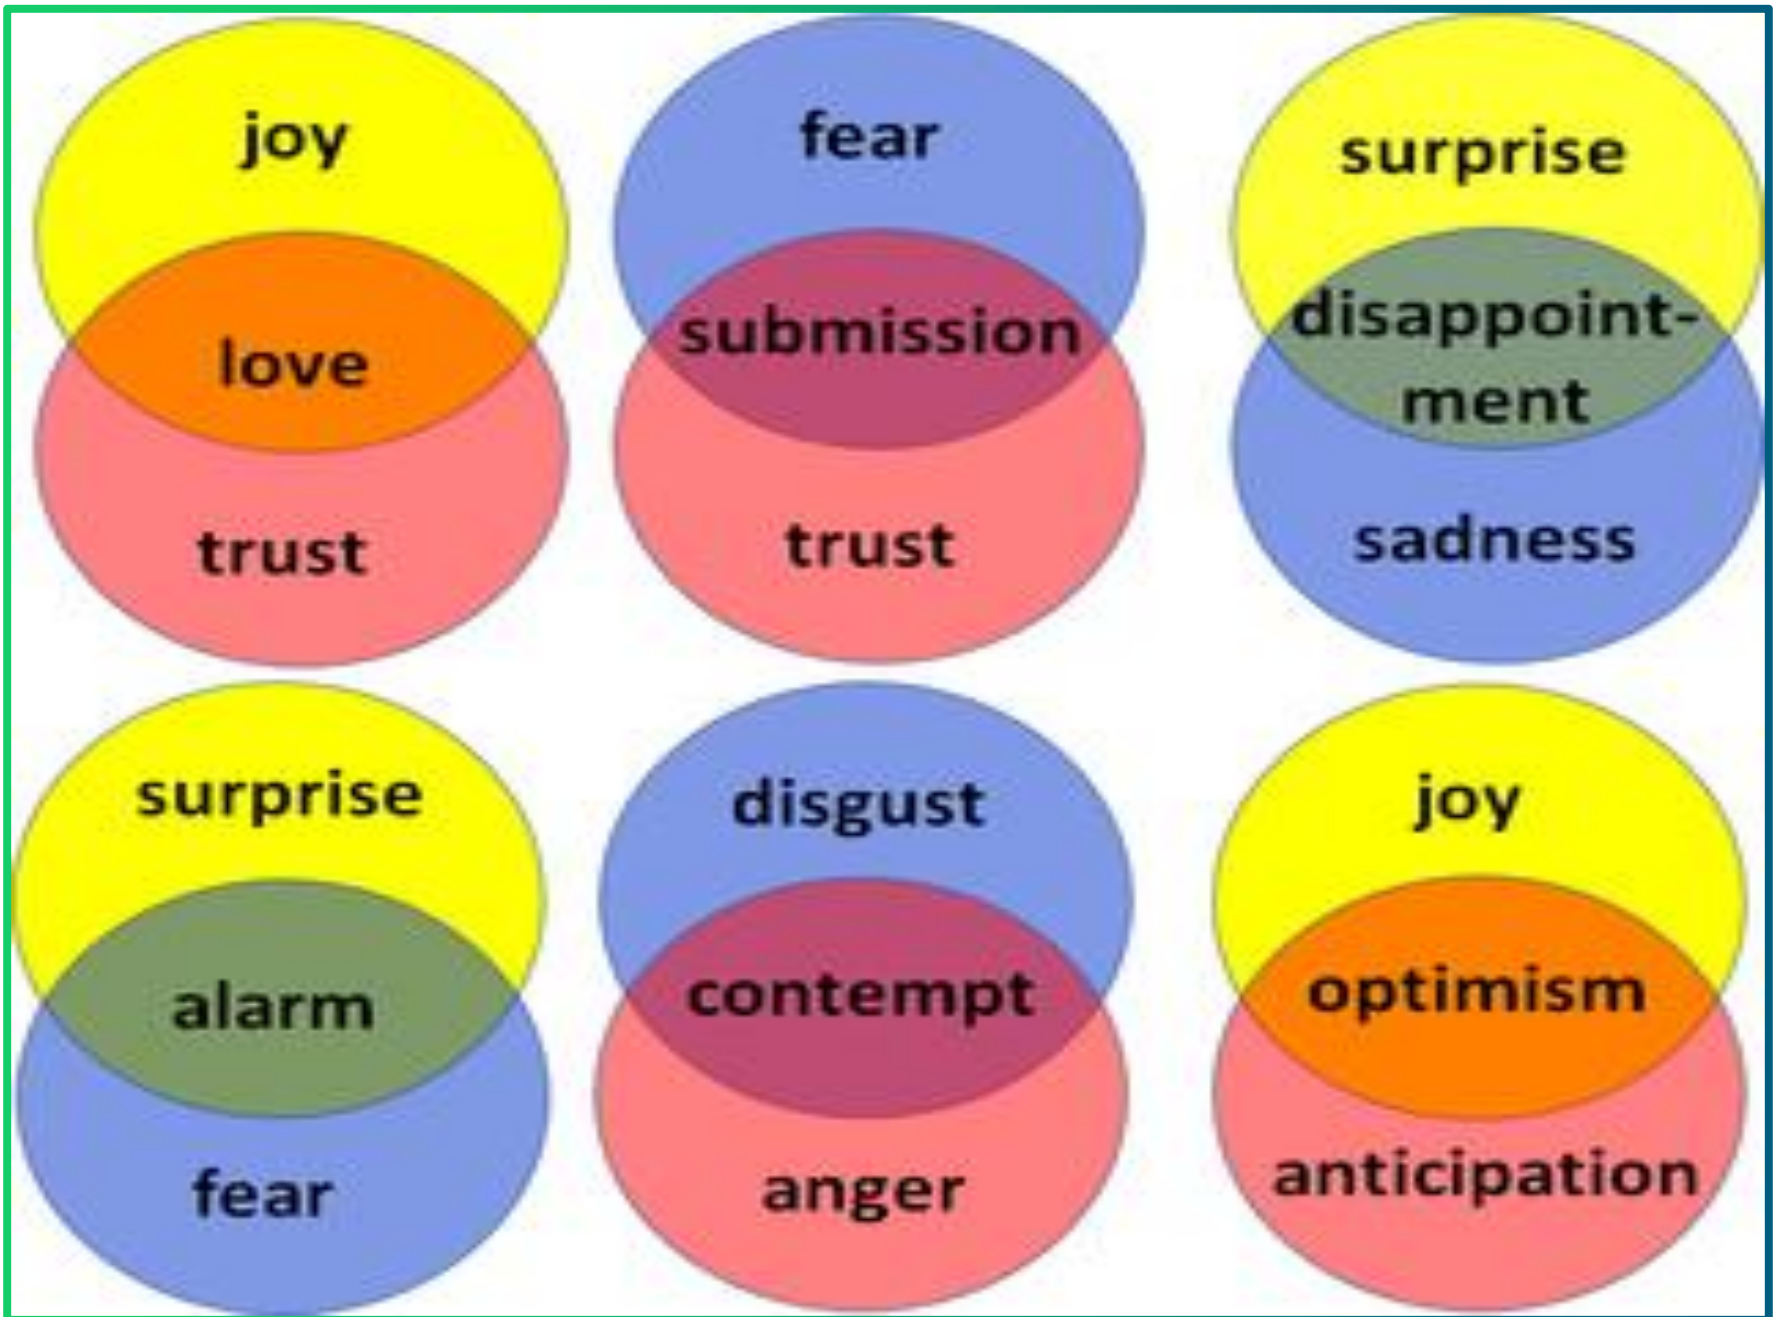 joy
love
trust
fear
submission
trust
surprise
disappoint-
ment
sadness
surprise
alarm
fear
disgust
contempt
anger
joy
optimism
anticipation